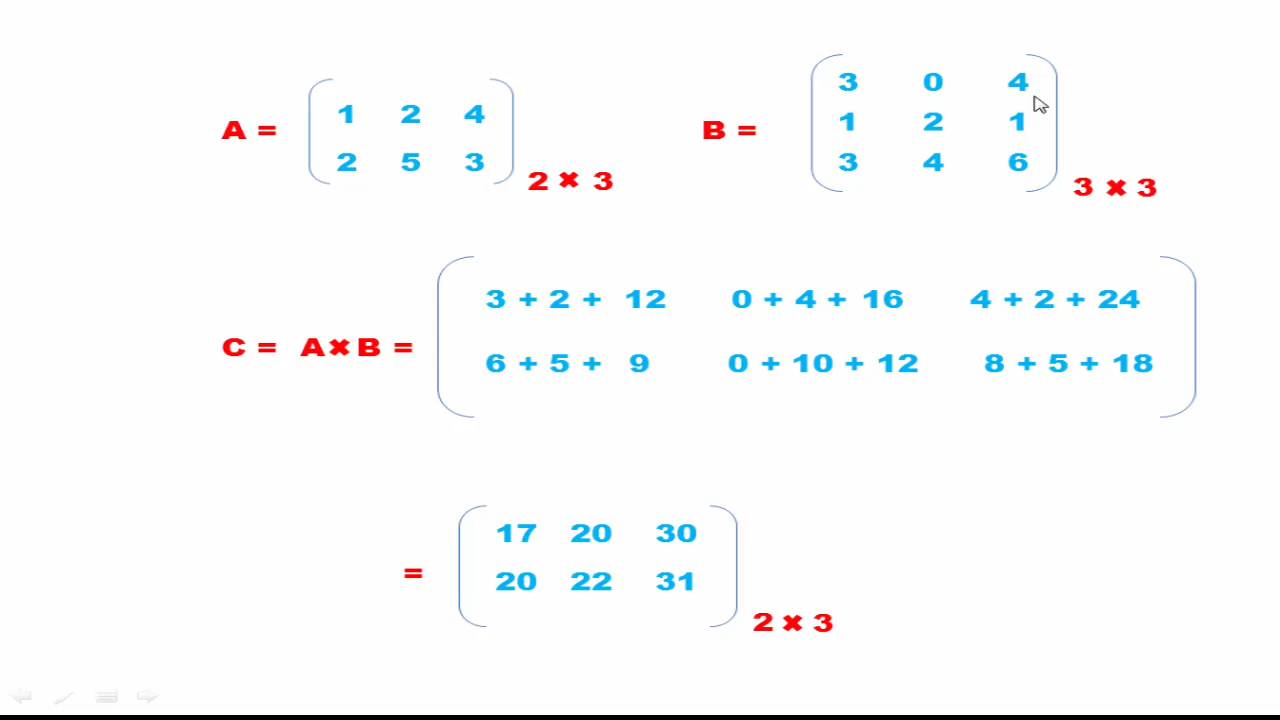 A = 1 2 4
2 5 3
2 × 3
B = 3 0 4
1 2 1
3 4 6
3 × 3
C = A×B = 3 + 2 + 12 0 + 4 + 16 4 + 2 + 24
6 + 5 + 9 0 + 10 + 12 8 + 5 + 18
= 17 20 30
20 22 31
2 × 3